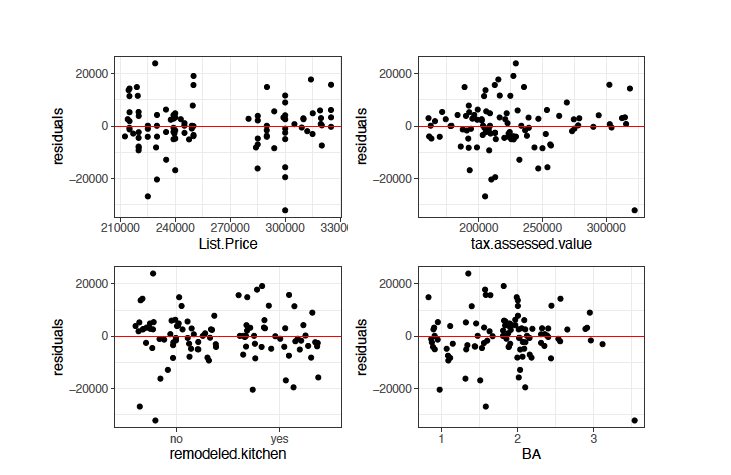 20000
0
−20000
residuals
210000 240000 270000 300000 33000
List.Price
20000
0
−20000
residuals
200000 250000 300000
tax.assessed.value
20000
0
−20000
residuals
no yes
remodeled.kitchen
20000
0
−20000
residuals
1 2 3
BA